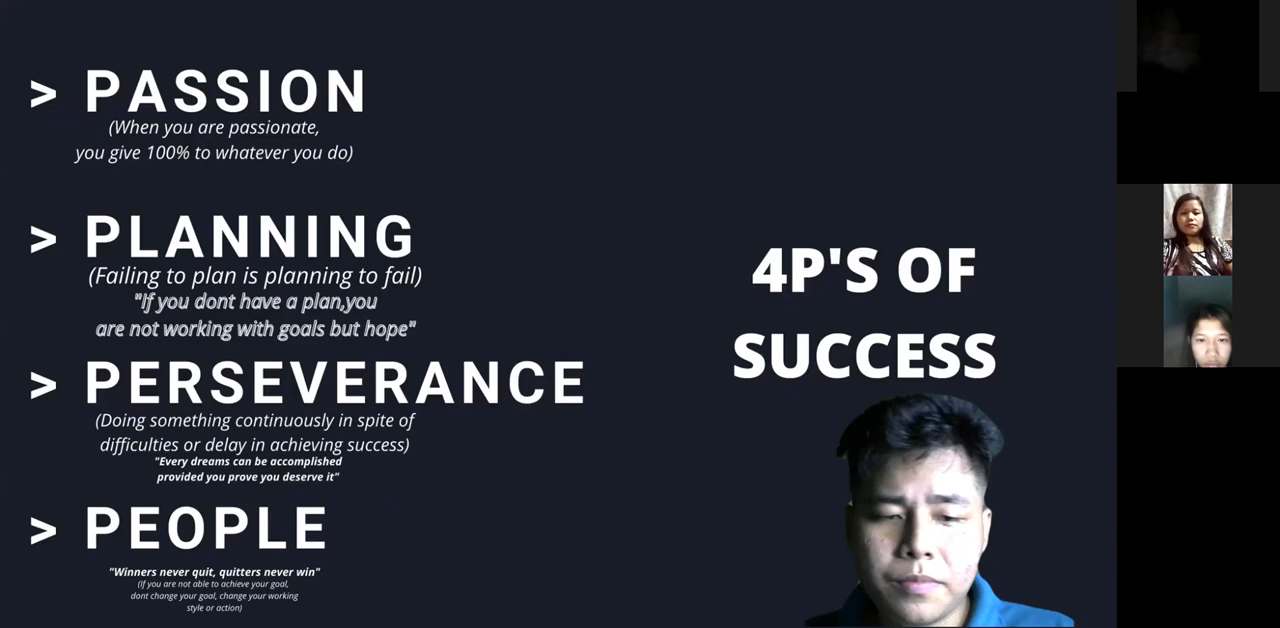 > PASSION
(When you are passionate,
you give 100% to whatever you do)
> PLANNING
(Failing to plan is planning to fail)
"If you dont have a plan,you
are not working with goals but hope"
> PERSEVERANCE
(Doing something continuously in spite of
difficulties or delay in achieving success)
"Every dreams can be accomplished
provided you prove you deserve it"
> PEOPLE
"Winners never quit, quitters never win"
(If you are not able to achieve your goal,
dont change your goal, change your working
style or action)
4P'S OF
SUCCESS